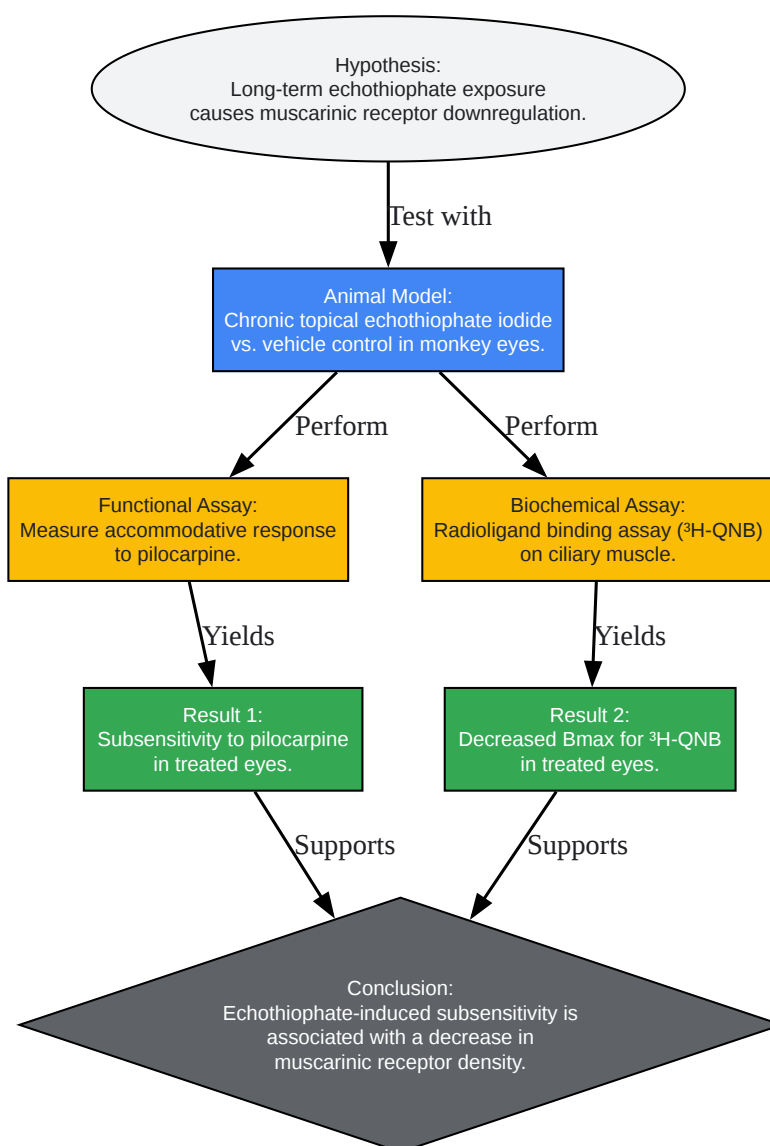 Hypothesis:
Long-term echothiophate exposure
causes muscarinic receptor downregulation.
Test with
Animal Model:
Chronic topical echothiophate iodide
vs. vehicle control in monkey eyes.
Perform
Perform
Functional Assay:
Measure accommodative response
to pilocarpine.
Biochemical Assay:
Radioligand binding assay (³H-QNB)
on ciliary muscle.
Yields
Yields
Result 1:
Subsensitivity to pilocarpine
in treated eyes.
Result 2:
Decreased Bmax for ³H-QNB
in treated eyes.
Supports
Supports
Conclusion:
Echothiophate-induced subsensitivity is
associated with a decrease in
muscarinic receptor density.